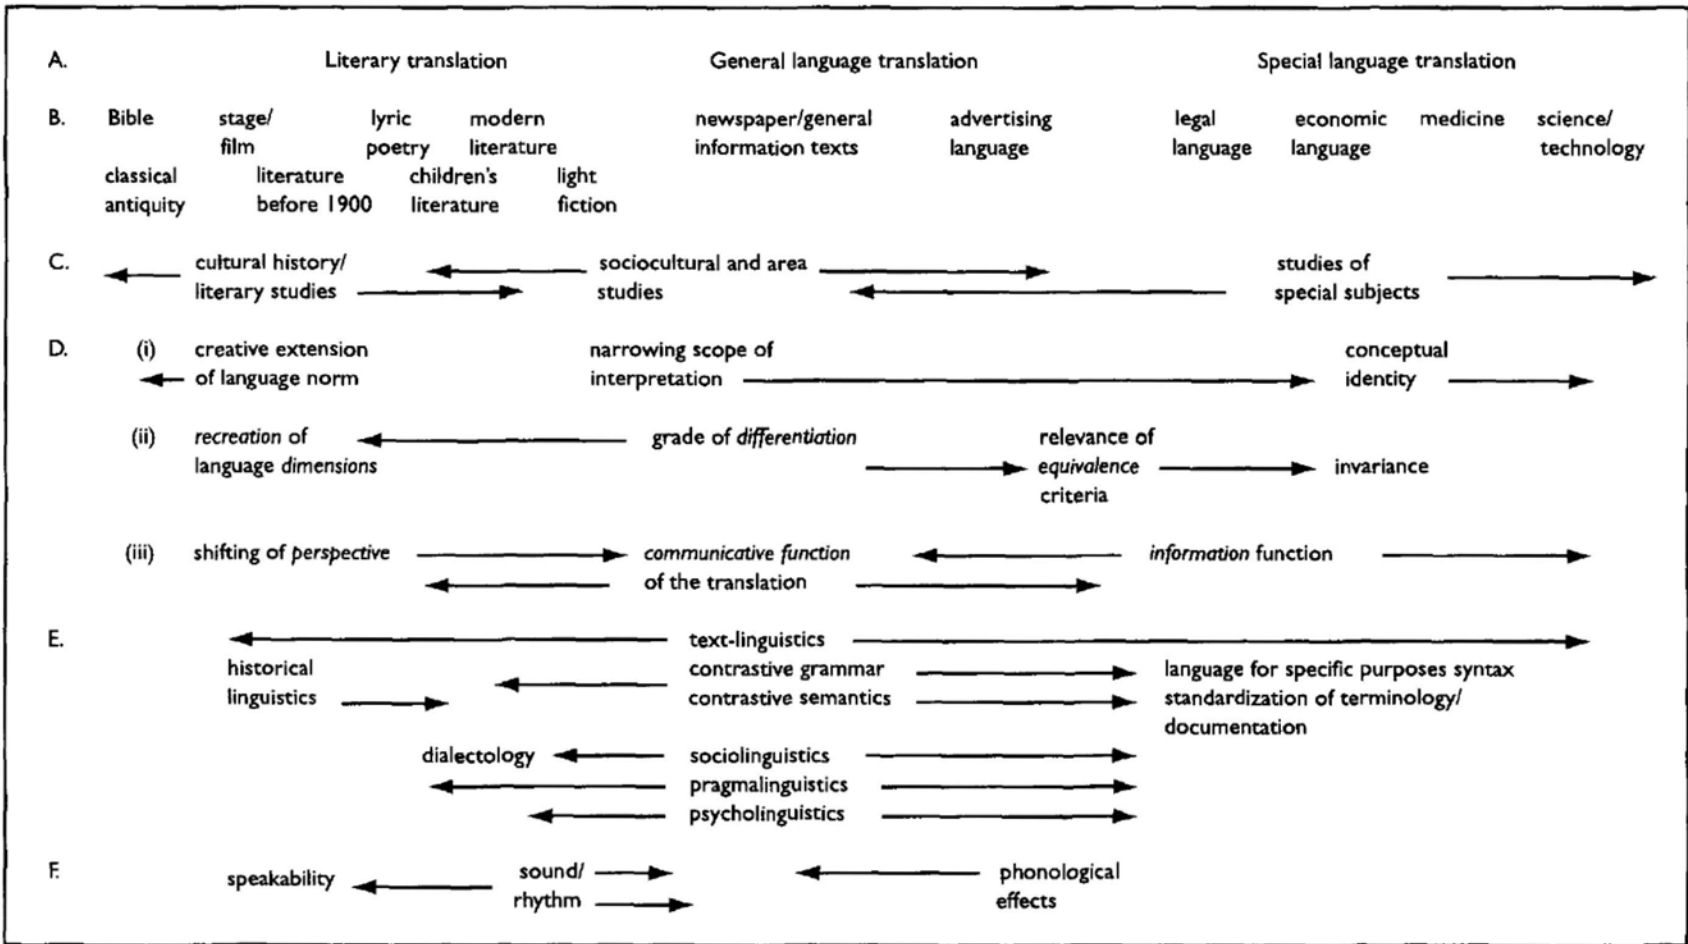 A. Literary translation General language translation Special language translation
B. Bible stage/ lyric modern newspaper/general advertising legal economic medicine science/
film poetry literature information texts language language language technology
classical literature children's light
antiquity before 1900 literature fiction
C. cultural history/ sociocultural and area studies of
literary studies studies special subjects
D. (i) creative extension narrowing scope of conceptual
of language norm interpretation identity
(ii) recreation of grade of differentiation relevance of
language dimensions equivalence invariance
criteria
(iii) shifting of perspective communicative function information function
of the translation
E. text-linguistics
historical contrastive grammar language for specific purposes syntax
linguistics contrastive semantics standardization of terminology/
documentation
dialectology sociolinguistics
pragmalinguistics
psycholinguistics
F. speakability sound/ phonological
rhythm effects